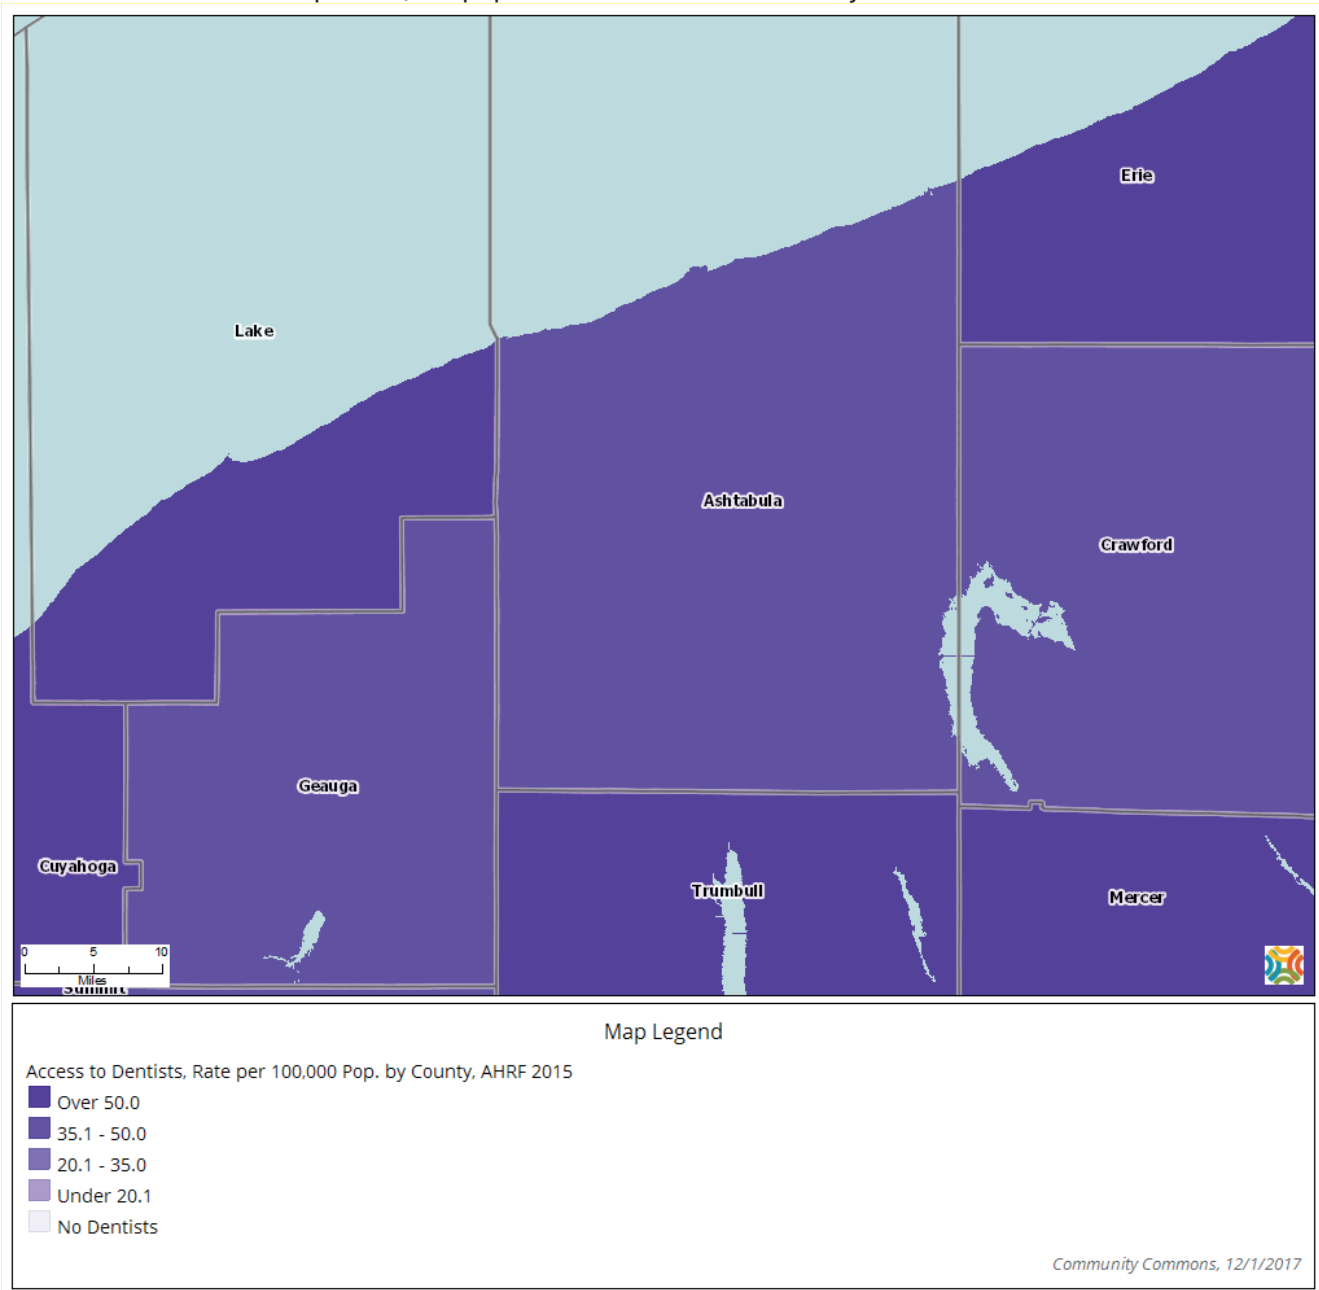 Erie
Lake
Ashtabula
Crawford
Geauga
Cuyahoga
Trumbull
Mercer
0 5 10
Miles
Summit
Map Legend
Access to Dentists, Rate per 100,000 Pop. by County, AHRF 2015
Over 50.0
35.1 - 50.0
20.1 - 35.0
Under 20.1
No Dentists
Community Commons, 12/1/2017